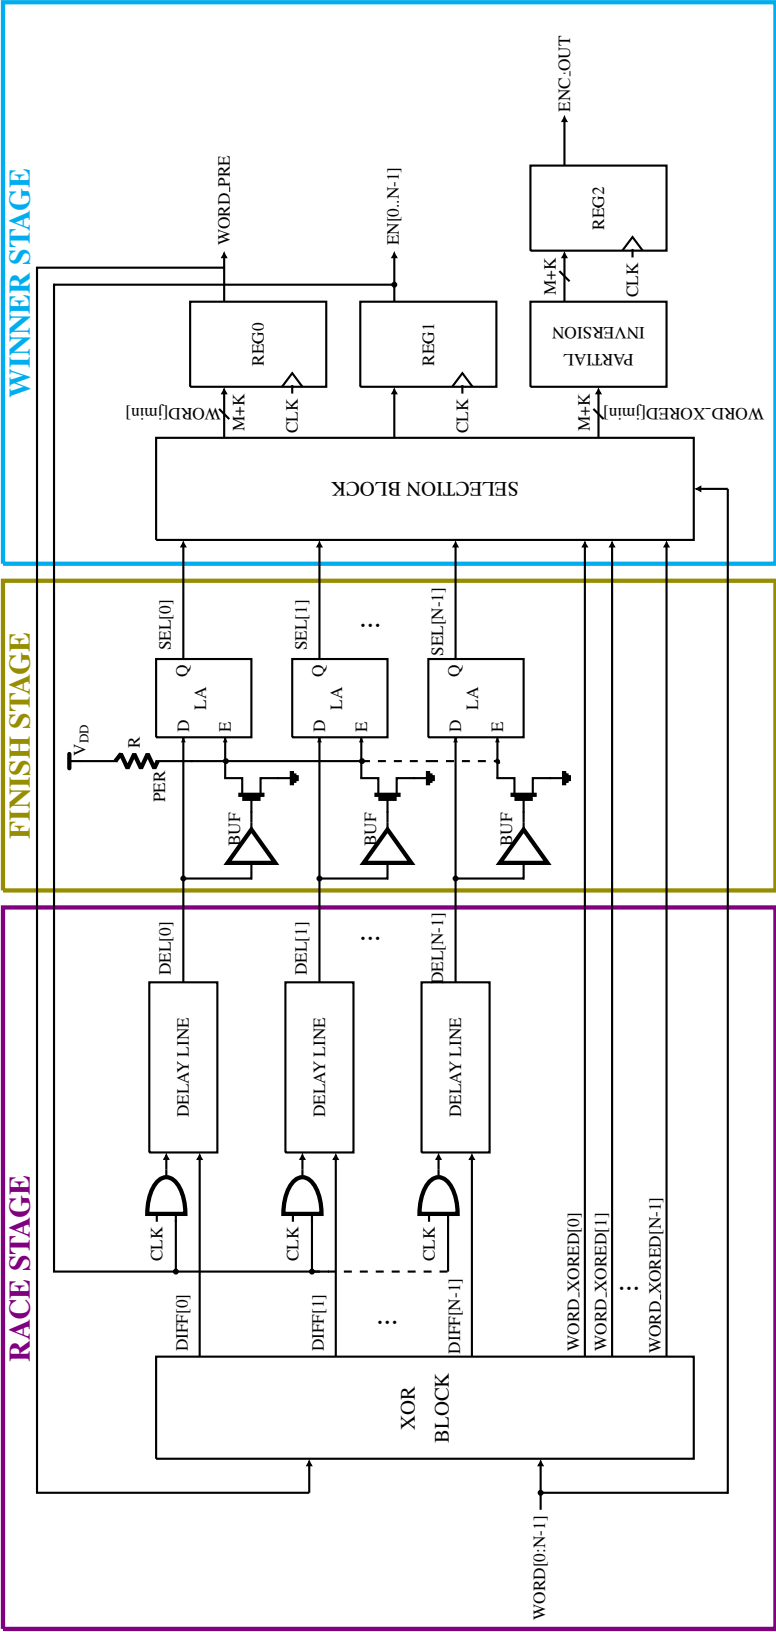 RACE STAGE
FINISH STAGE
WINNER STAGE
WORD[0:N-1]
XOR
BLOCK
DIFF[0]
DIFF[1]
...
DIFF[N-1]
WORD_XORED[0]
WORD_XORED[1]
...
WORD_XORED[N-1]
CLK
CLK
CLK
DELAY LINE
DELAY LINE
DELAY LINE
DEL[0]
DEL[1]
...
DEL[N-1]
BUF
BUF
BUF
VDD
R
PER
D
Q
E
LA
D
Q
E
LA
D
Q
E
LA
SEL[0]
SEL[1]
...
SEL[N-1]
SELECTION BLOCK
WORD[jmin]
M+K
CLK
REG0
WORD_PRE
CLK
REG1
EN[0..N-1]
M+K
WORD_XORED[jmin]
PARTIAL
INVERSION
M+K
CLK
REG2
ENC_OUT